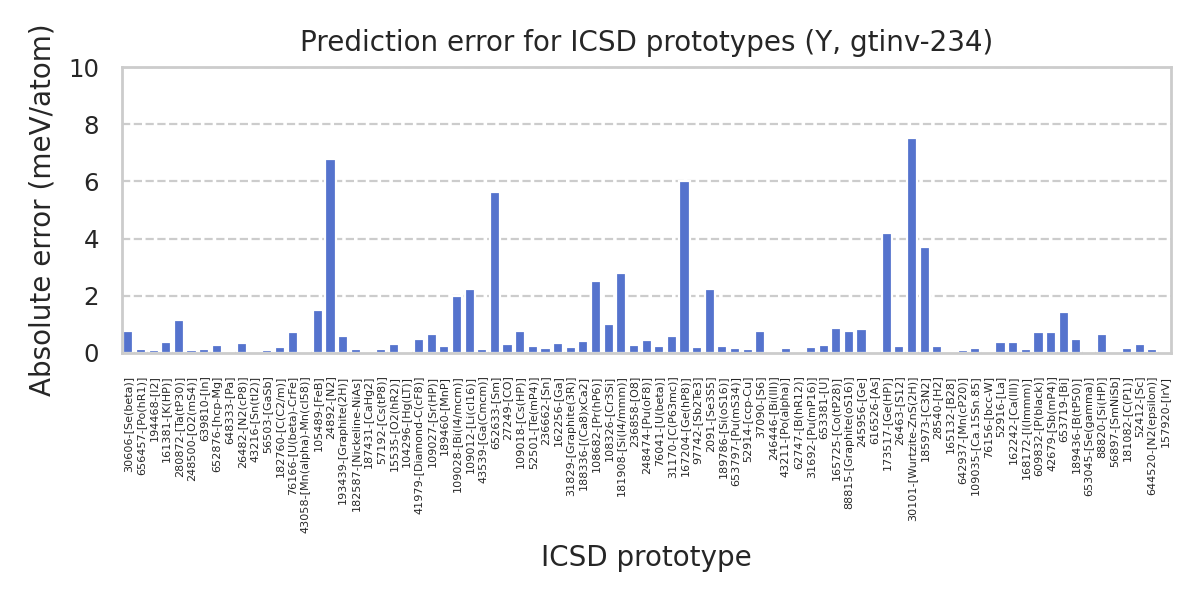 Prediction error for ICSD prototypes (Y, gtinv-234)
Absolute error (meV/atom)
10
8
6
4
2
0
30606-[Se(beta)]
656457-[Po(hR1)]
194468-[I2]
161381-[K(HP)]
280872-[Ta(tP30)]
248500-[O2(mS4)]
639810-[In]
652876-[hcp-Mg]
648333-[Pa]
26482-[N2(cP8)]
43216-[Sn(tI2)]
56503-[GaSb]
182760-[C(C2/m)]
76166-[U(beta)-CrFe]
43058-[Mn(alpha)-Mn(cI58)]
105489-[FeB]
24892-[N2]
193439-[Graphite(2H)]
182587-[Nickeline-NiAs]
187431-[CaHg2]
57192-[Cs(tP8)]
15535-[O2(hR2)]
104296-[Hg(LT)]
41979-[Diamond-C(cF8)]
109027-[Sr(HP)]
189460-[MnP]
109028-[Bi(I4/mcm)]
109012-[Li(cI16)]
43539-[Ga(Cmcm)]
652633-[Sm]
27249-[CO]
109018-[Cs(HP)]
52501-[Te(mP4)]
236662-[Sn]
162256-[Ga]
31829-[Graphite(3R)]
188336-[(Ca8)xCa2]
108682-[Pr(hP6)]
108326-[Cr3Si]
181908-[Si(I4/mmm)]
236858-[O8]
248474-[Pu(oF8)]
76041-[U(beta)]
31170-[C(P63mc)]
167204-[Ge(hP8)]
97742-[Sb2Te3]
2091-[Se3S5]
189786-[Si(oS16)]
653797-[Pu(mS34)]
52914-[ccp-Cu]
37090-[S6]
246446-[Bi(III)]
43211-[Po(alpha)]
62747-[B(hR12)]
31692-[Pu(mP16)]
653381-[U]
165725-[Co(tP28)]
88815-[Graphite(oS16)]
245956-[Ge]
616526-[As]
173517-[Ge(HP)]
26463-[S12]
30101-[Wurtzite-ZnS(2H)]
185973-[C3N2]
28540-[H2]
165132-[B28]
642937-[Mn(cP20)]
109035-[Ca.15Sn.85]
76156-[bcc-W]
52916-[La]
162242-[Ca(III)]
168172-[I(Immm)]
609832-[P(black)]
42679-[Sb(mP4)]
653719-[Bi]
189436-[B(tP50)]
653045-[Se(gamma)]
88820-[Si(HP)]
56897-[SmNiSb]
181082-[C(P1)]
52412-[Sc]
644520-[N2(epsilon)]
157920-[IrV]
ICSD prototype